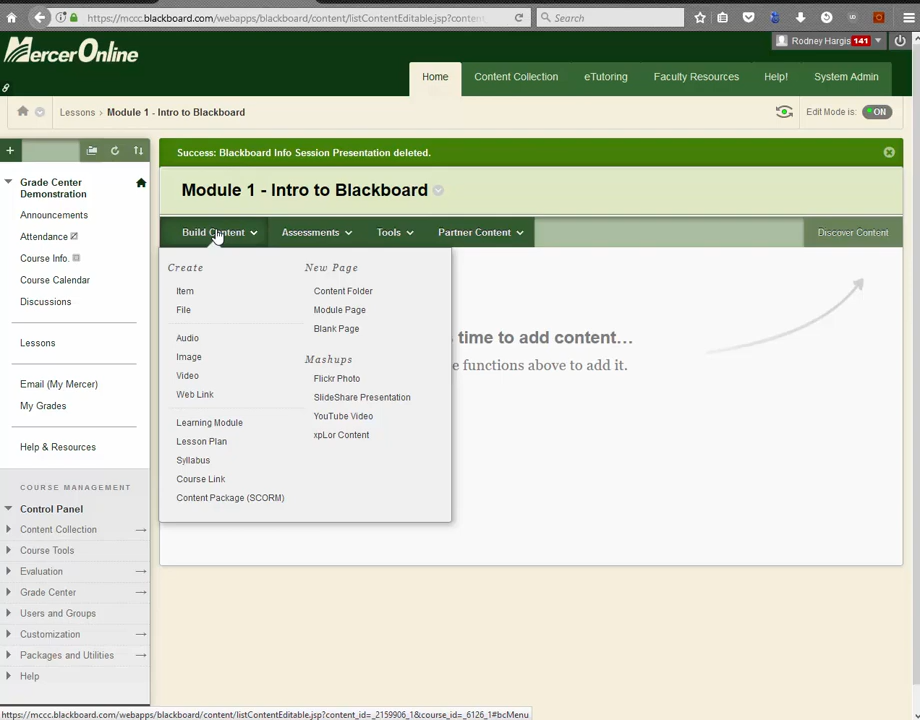 https://mccc.blackboard.com/webapps/blackboard/content/listContentEditable.jsp?content
Search
MercerOnline
Rodney Hargis 141
Home
Content Collection
eTutoring
Faculty Resources
Help!
System Admin
Lessons > Module 1 - Intro to Blackboard
Edit Mode is: ON
Success: Blackboard Info Session Presentation deleted.
Module 1 - Intro to Blackboard
Build Content
Assessments
Tools
Partner Content
Discover Content
Grade Center
Demonstration
Announcements
Attendance
Course Info.
Course Calendar
Discussions
Lessons
Email (My Mercer)
My Grades
Help & Resources
COURSE MANAGEMENT
Control Panel
Content Collection
Course Tools
Evaluation
Grade Center
Users and Groups
Customization
Packages and Utilities
Help
Create
Item
File
Audio
Image
Video
Web Link
Learning Module
Lesson Plan
Syllabus
Course Link
Content Package (SCORM)
New Page
Content Folder
Module Page
Blank Page
Mashups
Flickr Photo
SlideShare Presentation
YouTube Video
xpLor Content
time to add content...
e functions above to add it.
https://mccc.blackboard.com/webapps/blackboard/content/listContentEditable.jsp?content_id=_2159906_1&course_id=_6126_1#bcMenu